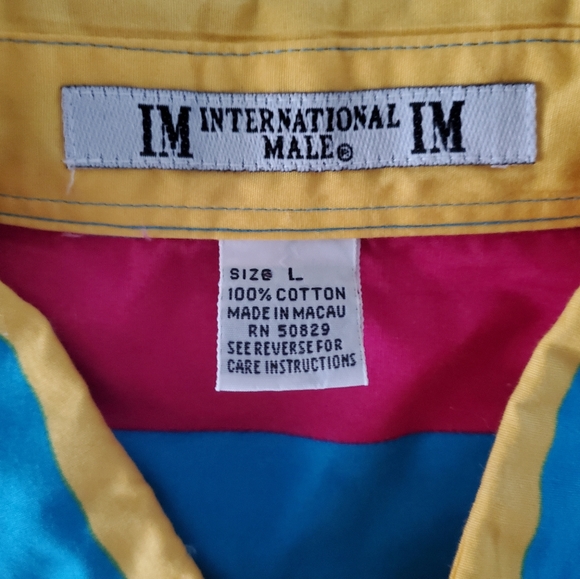 IM INTERNATIONAL MALE® IM
SIZE L
100% COTTON
MADE IN MACAU
RN 50829
SEE REVERSE FOR
CARE INSTRUCTIONS